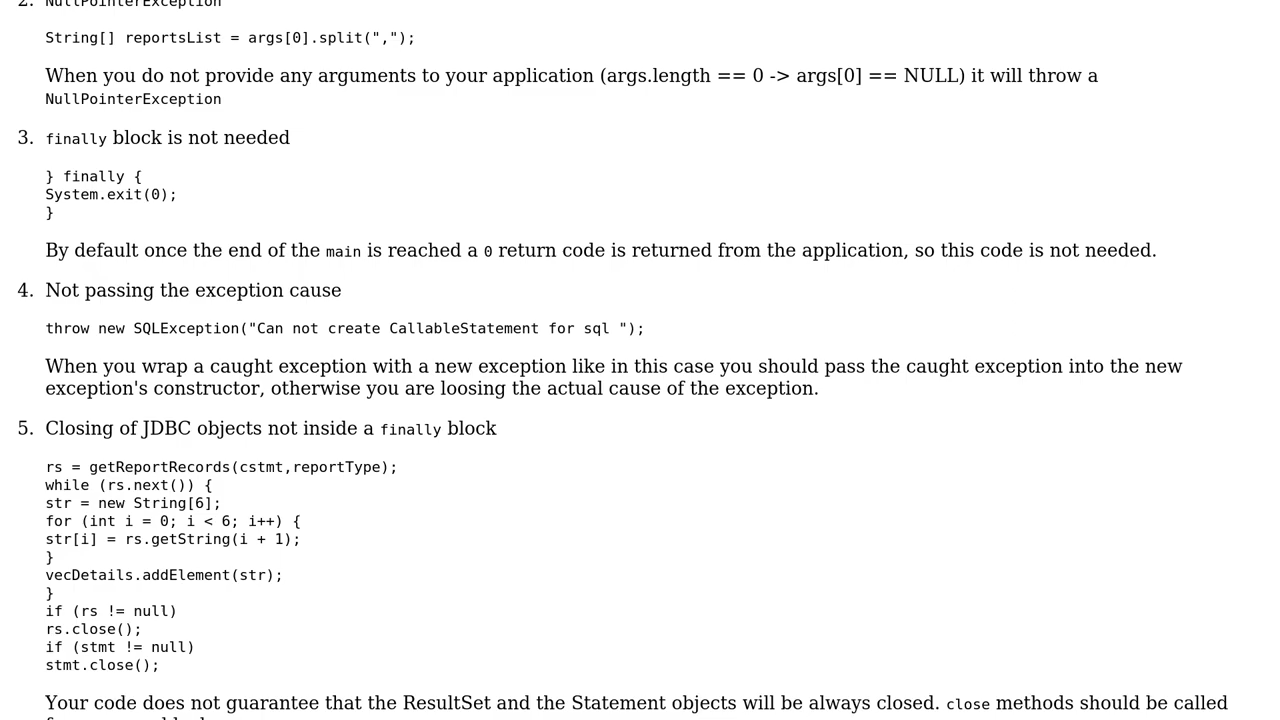 2. NullPointerException
String[] reportsList = args[0].split(",");
When you do not provide any arguments to your application (args.length == 0 -> args[0] == NULL) it will throw a
NullPointerException
3. finally block is not needed
} finally {
System.exit(0);
}
By default once the end of the main is reached a 0 return code is returned from the application, so this code is not needed.
4. Not passing the exception cause
throw new SQLException("Can not create CallableStatement for sql ");
When you wrap a caught exception with a new exception like in this case you should pass the caught exception into the new
exception's constructor, otherwise you are loosing the actual cause of the exception.
5. Closing of JDBC objects not inside a finally block
rs = getReportRecords(cstmt,reportType);
while (rs.next()) {
str = new String[6];
for (int i = 0; i < 6; i++) {
str[i] = rs.getString(i + 1);
}
vecDetails.addElement(str);
}
if (rs != null)
rs.close();
if (stmt != null)
stmt.close();
Your code does not guarantee that the ResultSet and the Statement objects will be always closed. close methods should be called